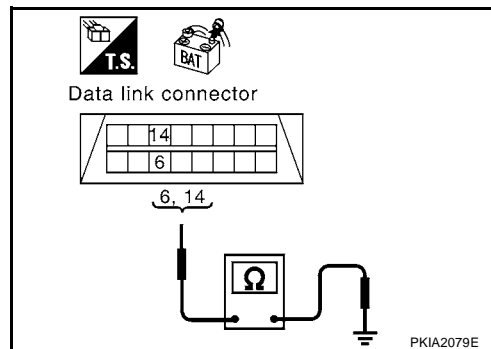 T.S.
BAT
Data link connector
14
6
6, 14
Ω
PKIA2079E